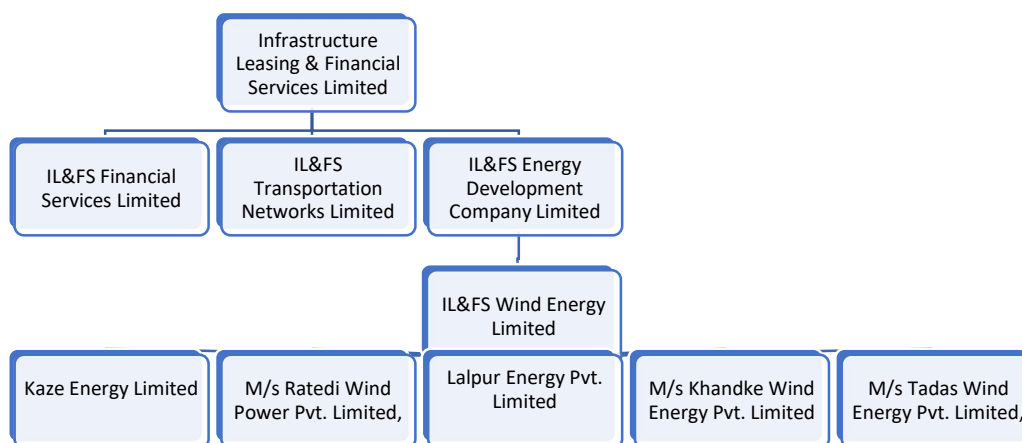 Infrastructure
Leasing & Financial
Services Limited
IL&FS Financial
Services Limited
IL&FS
Transportation
Networks Limited
IL&FS Energy
Development
Company Limited
IL&FS Wind Energy
Limited
Kaze Energy Limited
M/s Ratedi Wind
Power Pvt. Limited,
Lalpur Energy Pvt.
Limited
M/s Khandke Wind
Energy Pvt. Limited
M/s Tadas Wind
Energy Pvt. Limited,